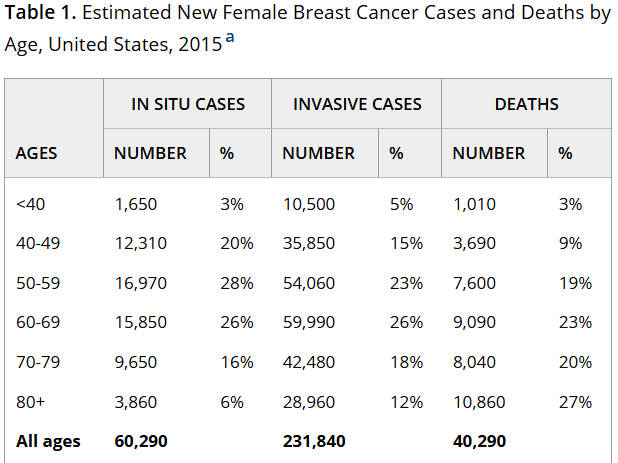 Table 1. Estimated New Female Breast Cancer Cases and Deaths by
Age, United States, 2015 a
IN SITU CASES INVASIVE CASES DEATHS
AGES NUMBER % NUMBER % NUMBER %
<40 1,650 3% 10,500 5% 1,010 3%
40-49 12,310 20% 35,850 15% 3,690 9%
50-59 16,970 28% 54,060 23% 7,600 19%
60-69 15,850 26% 59,990 26% 9,090 23%
70-79 9,650 16% 42,480 18% 8,040 20%
80+ 3,860 6% 28,960 12% 10,860 27%
All ages 60,290 231,840 40,290